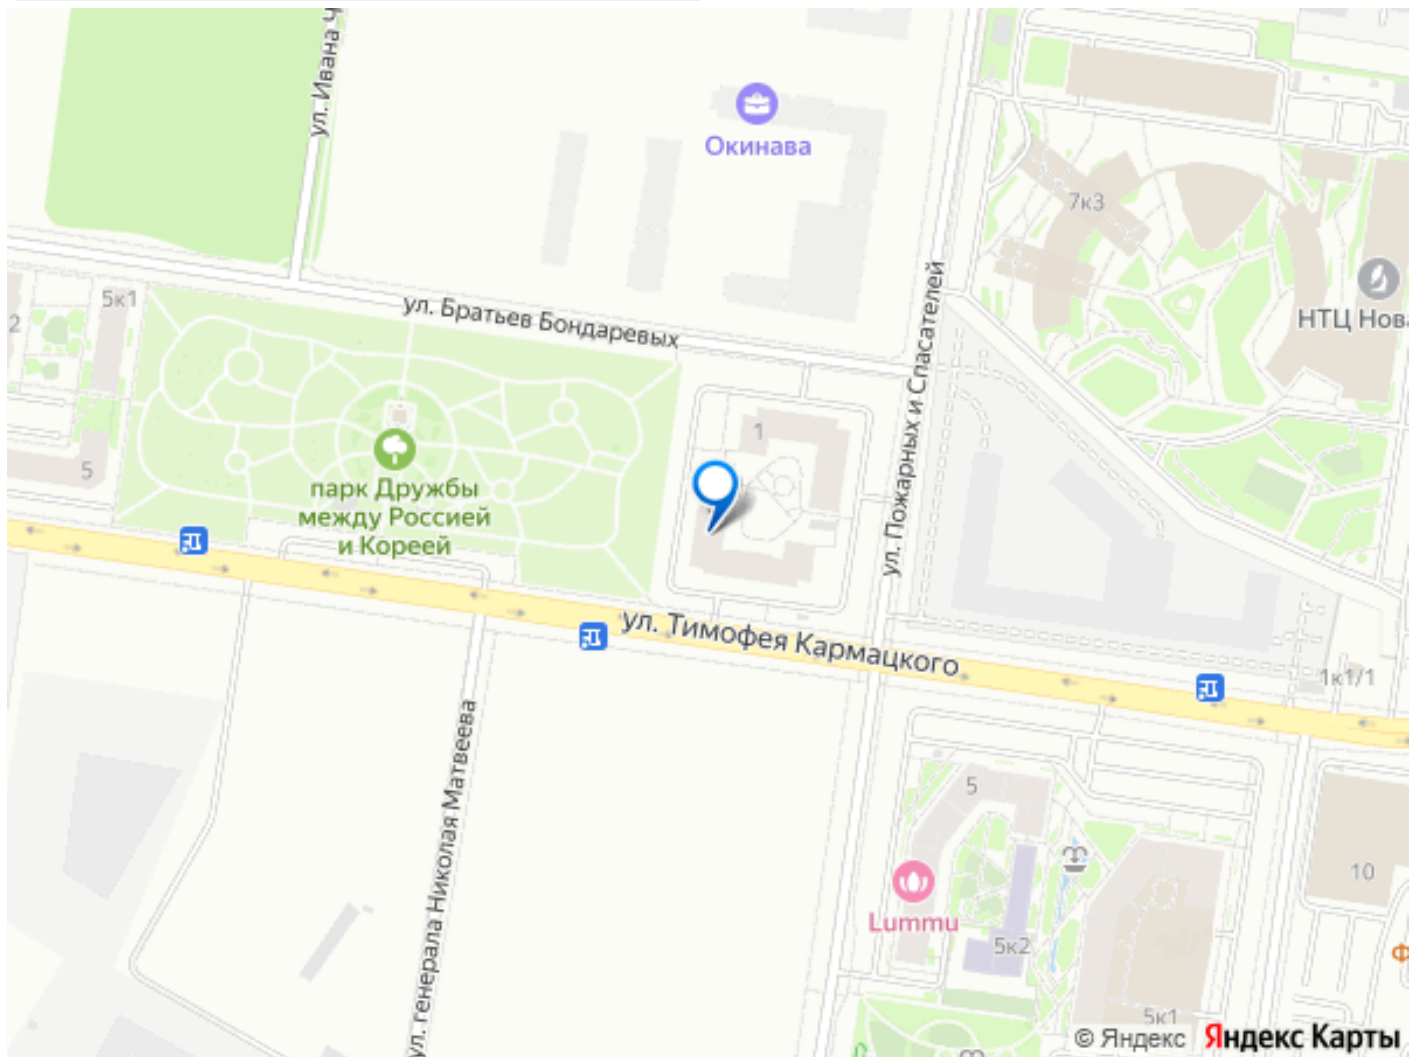 ул. Ивана Ч
Окинава
7к3
НТЦ Нова
5к1
2
ул. Братьев Бондаревых
ул. Пожарных и Спасателей
1
5
парк Дружбы
между Россией
и Кореей
ул. Тимофея Кармацкого
1к1/1
ул. генерала Николая Матвеева
5
10
Lummu
5к2
Ф
5к1
© Яндекс Яндекс Карты